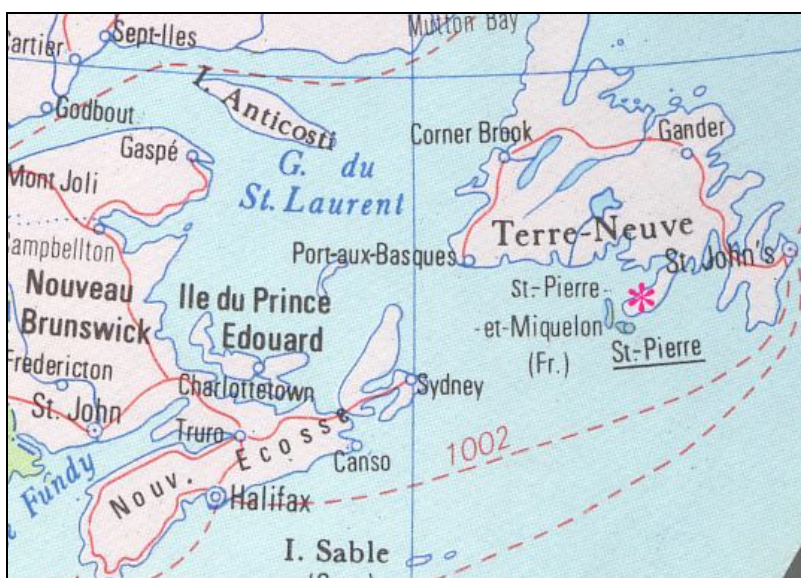 Sept-Iles
Mutton Bay
Cartier
Godbout
I. Anticosti
Corner Brook
Gander
Gaspé
G. du
St. Laurent
Mont Joli
Terre-Neuve
Campbellton
Port-aux-Basques
St. John's
Nouveau
Brunswick
Ile du Prince
Edouard
St.-Pierre-
-et-Miquelon
(Fr.)
St-Pierre
Fredericton
Charlottetown
Sydney
St. John
Truro
Nouv. Ecosse
Canso
1002
Fundy
Halifax
I. Sable